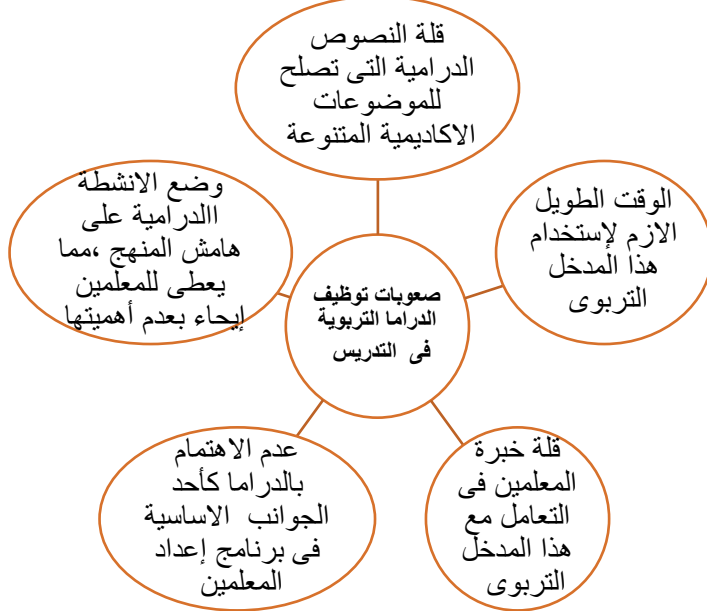 قلة النصوص
الدرامية التى تصلح
للموضوعات
الاكاديمية المتنوعة
الوقت الطويل
الازم لإستخدام
هذا المدخل
التربوى
قلة خبرة
المعلمين فى
التعامل مع
هذا المدخل
التربوى
عدم الاهتمام
بالدراما كأحد
الجوانب الاساسية
فى برنامج إعداد
المعلمين
وضع الانشطة
االدرامية على
هامش المنهج ،مما
يعطى للمعلمين
إيحاء بعدم أهميتها
صعوبات توظيف
الدراما التربوية
فى التدريس